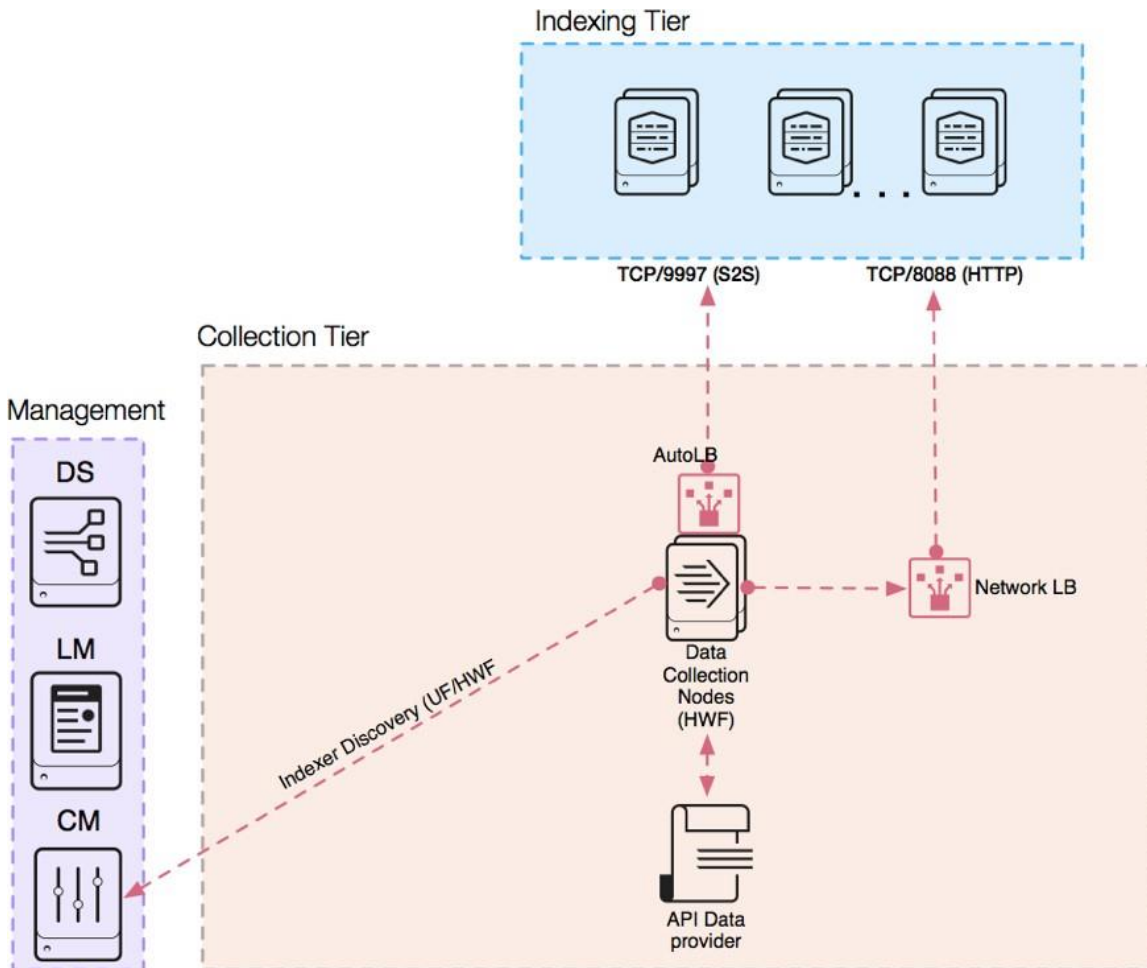 Indexing Tier
TCP/9997 (S2S)
TCP/8088 (HTTP)
Collection Tier
Management
DS
LM
CM
AutoLB
Network LB
Data
Collection
Nodes
(HWF)
Indexer Discovery (UF/HWF
API Data
provider